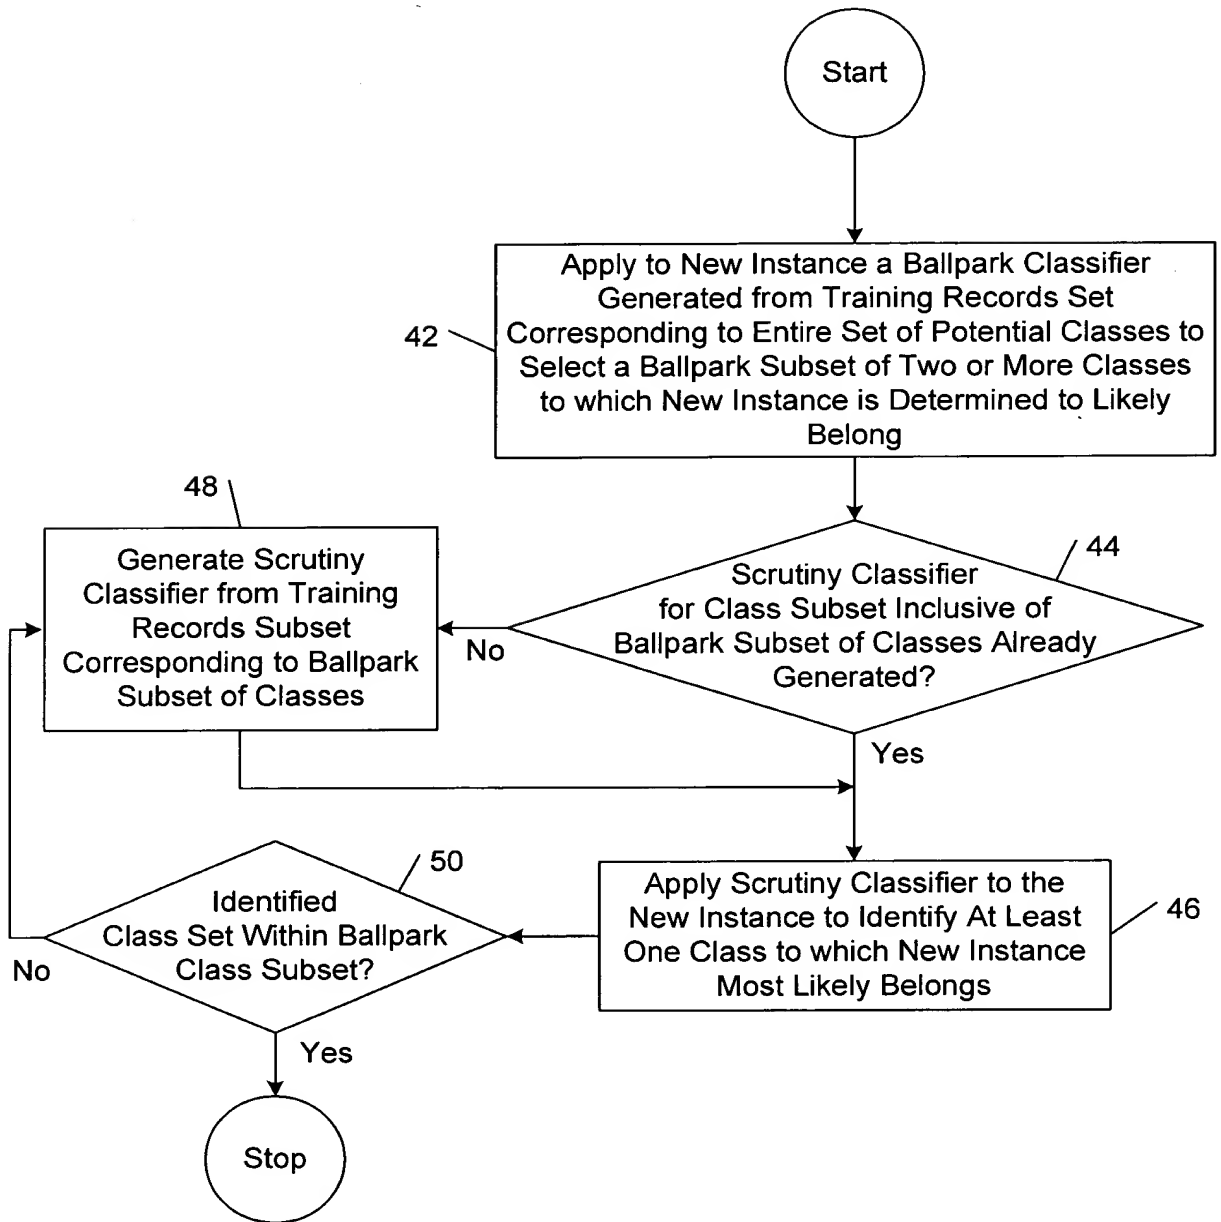 Start
Apply to New Instance a Ballpark Classifier
Generated from Training Records Set
Corresponding to Entire Set of Potential Classes to
Select a Ballpark Subset of Two or More Classes
to which New Instance is Determined to Likely
Belong
42
48
Generate Scrutiny
Classifier from Training
Records Subset
Corresponding to Ballpark
Subset of Classes
44
Scrutiny Classifier
for Class Subset Inclusive of
Ballpark Subset of Classes Already
Generated?
No
Yes
50
Identified
Class Set Within Ballpark
Class Subset?
No
Yes
Apply Scrutiny Classifier to the
New Instance to Identify At Least
One Class to which New Instance
Most Likely Belongs
46
Stop